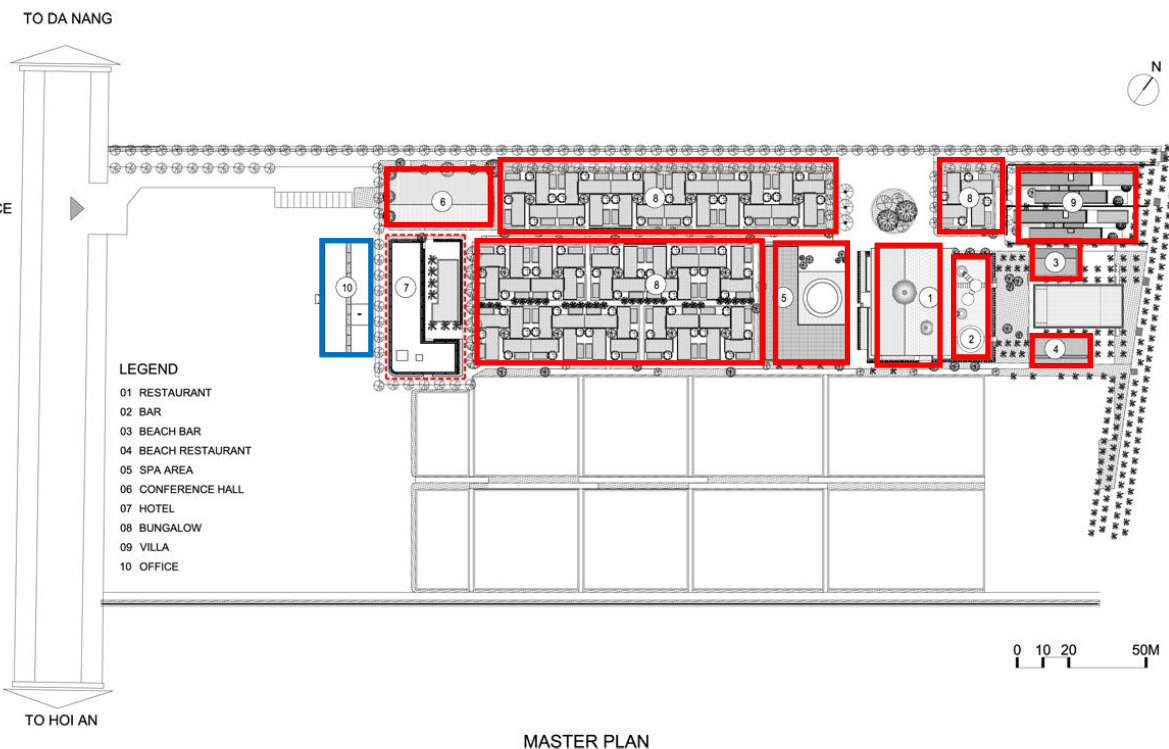 TO DA NANG
N
CE
6
8
8
9
3
10
7
8
5
1
2
4
LEGEND
01 RESTAURANT
02 BAR
03 BEACH BAR
04 BEACH RESTAURANT
05 SPA AREA
06 CONFERENCE HALL
07 HOTEL
08 BUNGALOW
09 VILLA
10 OFFICE
0 10 20 50M
TO HOI AN
MASTER PLAN